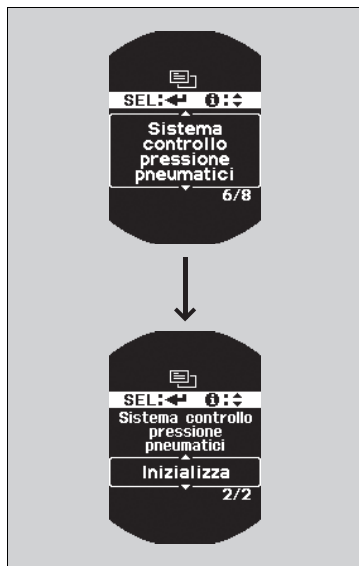 SEL:↵ i:↕
Sistema
controllo
pressione
pneumatici
6/8
SEL:↵ i:↕
Sistema controllo
pressione
pneumatici
Inizializza
2/2